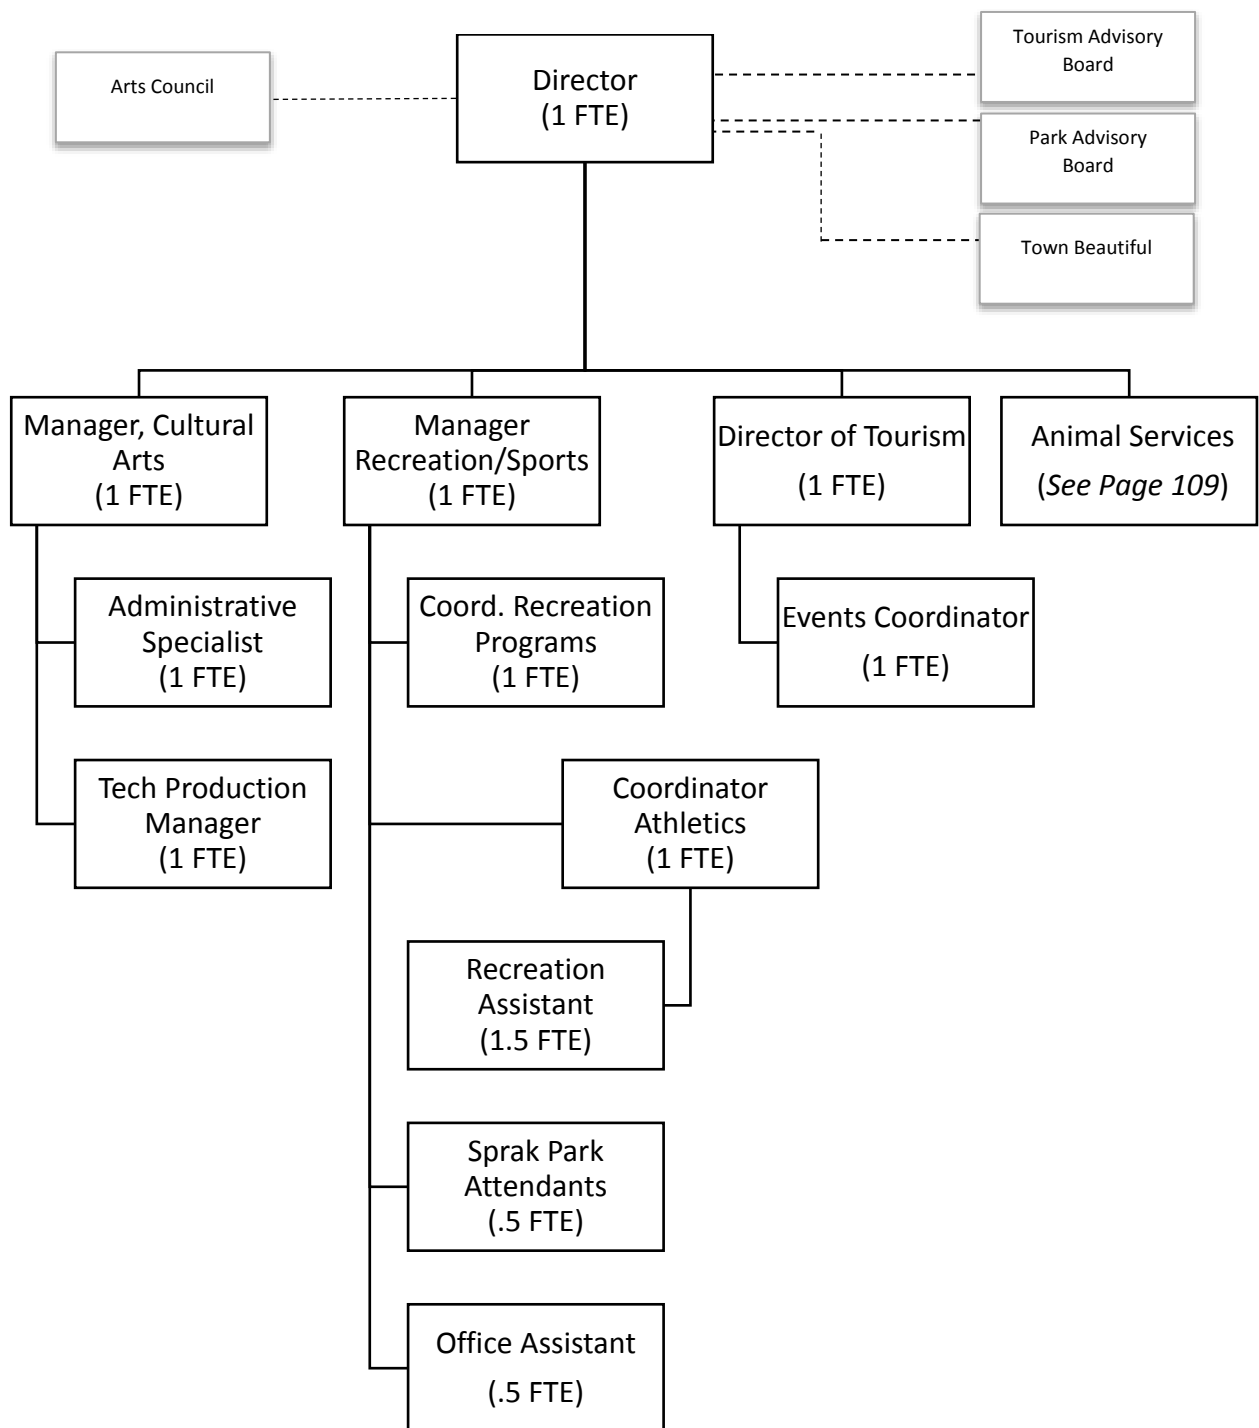 Arts Council
Director
(1 FTE)
Tourism Advisory
Board
Park Advisory
Board
Town Beautiful
Manager, Cultural
Arts
(1 FTE)
Manager
Recreation/Sports
(1 FTE)
Director of Tourism
(1 FTE)
Animal Services
(See Page 109)
Administrative
Specialist
(1 FTE)
Coord. Recreation
Programs
(1 FTE)
Events Coordinator
(1 FTE)
Tech Production
Manager
(1 FTE)
Coordinator
Athletics
(1 FTE)
Recreation
Assistant
(1.5 FTE)
Sprak Park
Attendants
(.5 FTE)
Office Assistant
(.5 FTE)